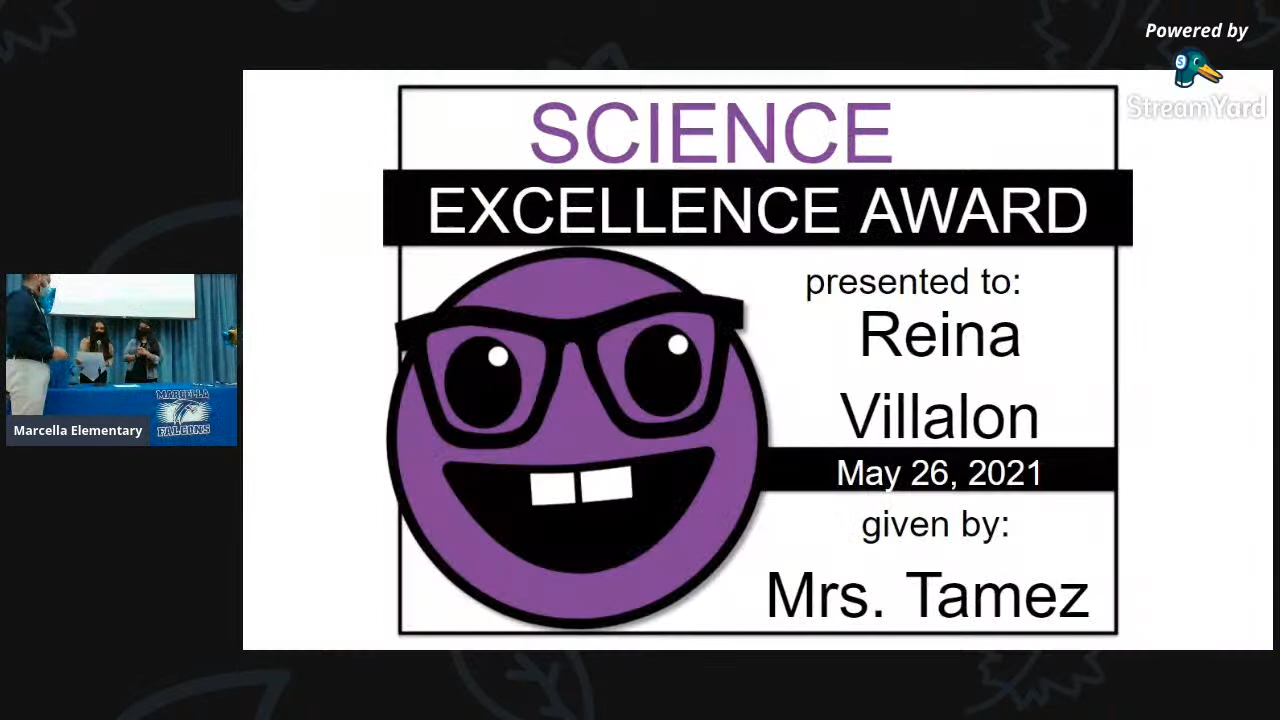 Powered by
StreamYard
SCIENCE
EXCELLENCE AWARD
presented to:
Reina
Villalon
May 26, 2021
given by:
Mrs. Tamez
MARCELLA
FALCONS
Marcella Elementary